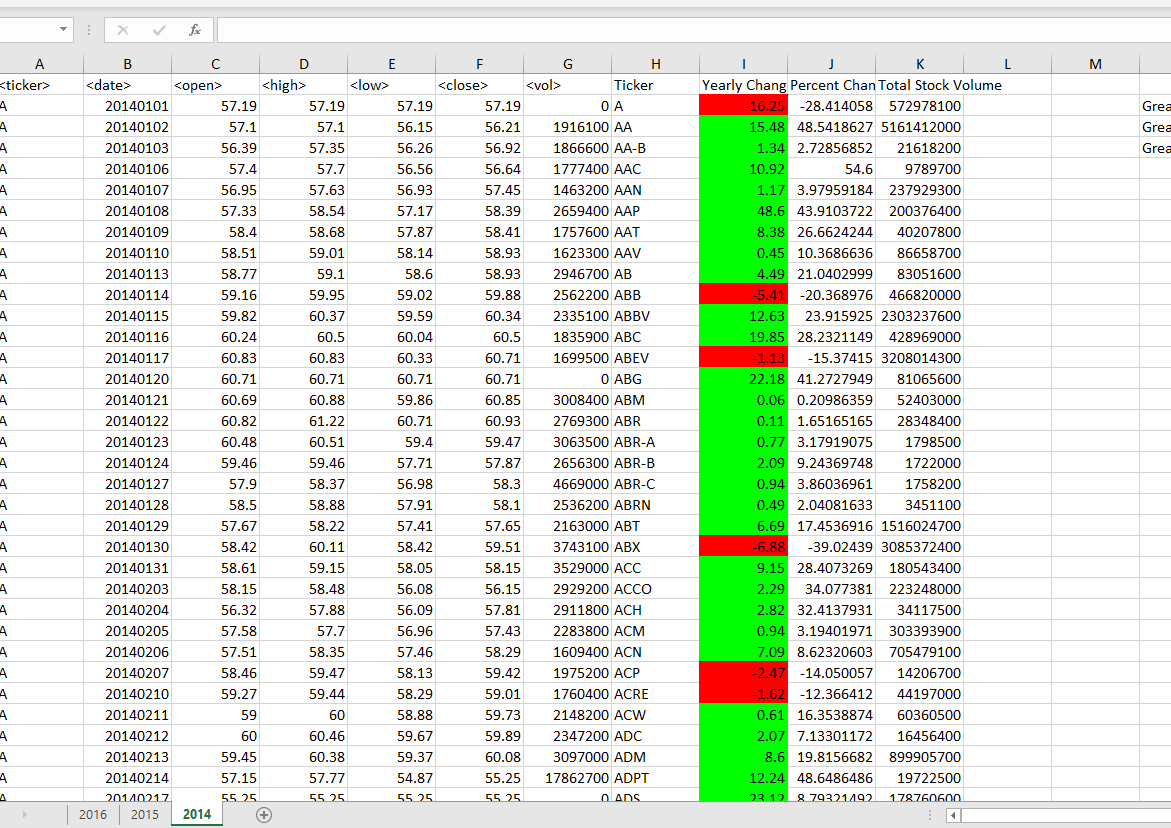 fx
A B C D E F G H I J K L M
<ticker> <date> <open> <high> <low> <close> <vol> Ticker Yearly Chang Percent Chan Total Stock Volume
A 20140101 57.19 57.19 57.19 57.19 0 A -16.25 -28.414058 572978100 Grea
A 20140102 57.1 57.1 56.15 56.21 1916100 AA 15.48 48.5418627 5161412000 Grea
A 20140103 56.39 57.35 56.26 56.92 1866600 AA-B 1.34 2.72856852 21618200 Grea
A 20140106 57.4 57.7 56.56 56.64 1777400 AAC 10.92 54.6 9789700
A 20140107 56.95 57.63 56.93 57.45 1463200 AAN 1.17 3.97959184 237929300
A 20140108 57.33 58.54 57.17 58.39 2659400 AAP 48.6 43.9103722 200376400
A 20140109 58.4 58.68 57.87 58.41 1757600 AAT 8.38 26.6624244 40207800
A 20140110 58.51 59.01 58.14 58.93 1623300 AAV 0.45 10.3686636 86658700
A 20140113 58.77 59.1 58.6 58.93 2946700 AB 4.49 21.0402999 83051600
A 20140114 59.16 59.95 59.02 59.88 2562200 ABB -5.41 -20.368976 466820000
A 20140115 59.82 60.37 59.59 60.34 2335100 ABBV 12.63 23.915925 2303237600
A 20140116 60.24 60.5 60.04 60.5 1835900 ABC 19.85 28.2321149 428969000
A 20140117 60.83 60.83 60.33 60.71 1699500 ABEV -1.13 -15.37415 3208014300
A 20140120 60.71 60.71 60.71 60.71 0 ABG 22.18 41.2727949 81065600
A 20140121 60.69 60.88 59.86 60.85 3008400 ABM 0.06 0.20986359 52403000
A 20140122 60.82 61.22 60.71 60.93 2769300 ABR 0.11 1.65165165 28348400
A 20140123 60.48 60.51 59.4 59.47 3063500 ABR-A 0.77 3.17919075 1798500
A 20140124 59.46 59.46 57.71 57.87 2656300 ABR-B 2.09 9.24369748 1722000
A 20140127 57.9 58.37 56.98 58.3 4669000 ABR-C 0.94 3.86036961 1758200
A 20140128 58.5 58.88 57.91 58.1 2536200 ABRN 0.49 2.04081633 3451100
A 20140129 57.67 58.22 57.41 57.65 2163000 ABT 6.69 17.4536916 1516024700
A 20140130 58.42 60.11 58.42 59.51 3743100 ABX -6.88 -39.02439 3085372400
A 20140131 58.61 59.15 58.05 58.15 3529000 ACC 9.15 28.4073269 180543400
A 20140203 58.15 58.48 56.08 56.15 2929200 ACCO 2.29 34.077381 223248000
A 20140204 56.32 57.88 56.09 57.81 2911800 ACH 2.82 32.4137931 34117500
A 20140205 57.58 57.7 56.96 57.43 2283800 ACM 0.94 3.19401971 303393900
A 20140206 57.51 58.35 57.46 58.29 1609400 ACN 7.09 8.62320603 705479100
A 20140207 58.46 59.47 58.13 59.42 1975200 ACP -2.47 -14.050057 14206700
A 20140210 59.27 59.44 58.29 59.01 1760400 ACRE -1.62 -12.366412 44197000
A 20140211 59 60 58.88 59.73 2148200 ACW 0.61 16.3538874 60360500
A 20140212 60 60.46 59.67 59.89 2347200 ADC 2.07 7.13301172 16456400
A 20140213 59.45 60.38 59.37 60.08 3097000 ADM 8.6 19.8156682 899905700
A 20140214 57.15 57.77 54.87 55.25 17862700 ADPT 12.24 48.6486486 19722500
A 20140217 55.25 55.25 55.25 55.25 0 ADS 23.12 8.79321492 178760600
2016 2015 2014